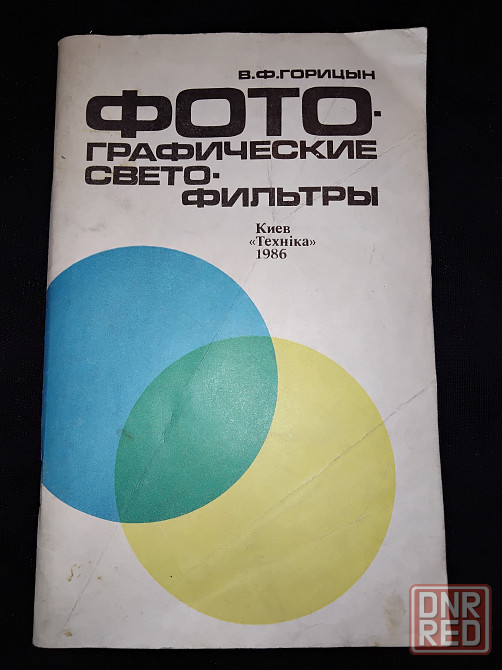 В.Ф.ГОРИЦЫН
ФОТО-
ГРАФИЧЕСКИЕ
СВЕТО-
ФИЛЬТРЫ
Киев
«Техніка»
1986
DNR
RED